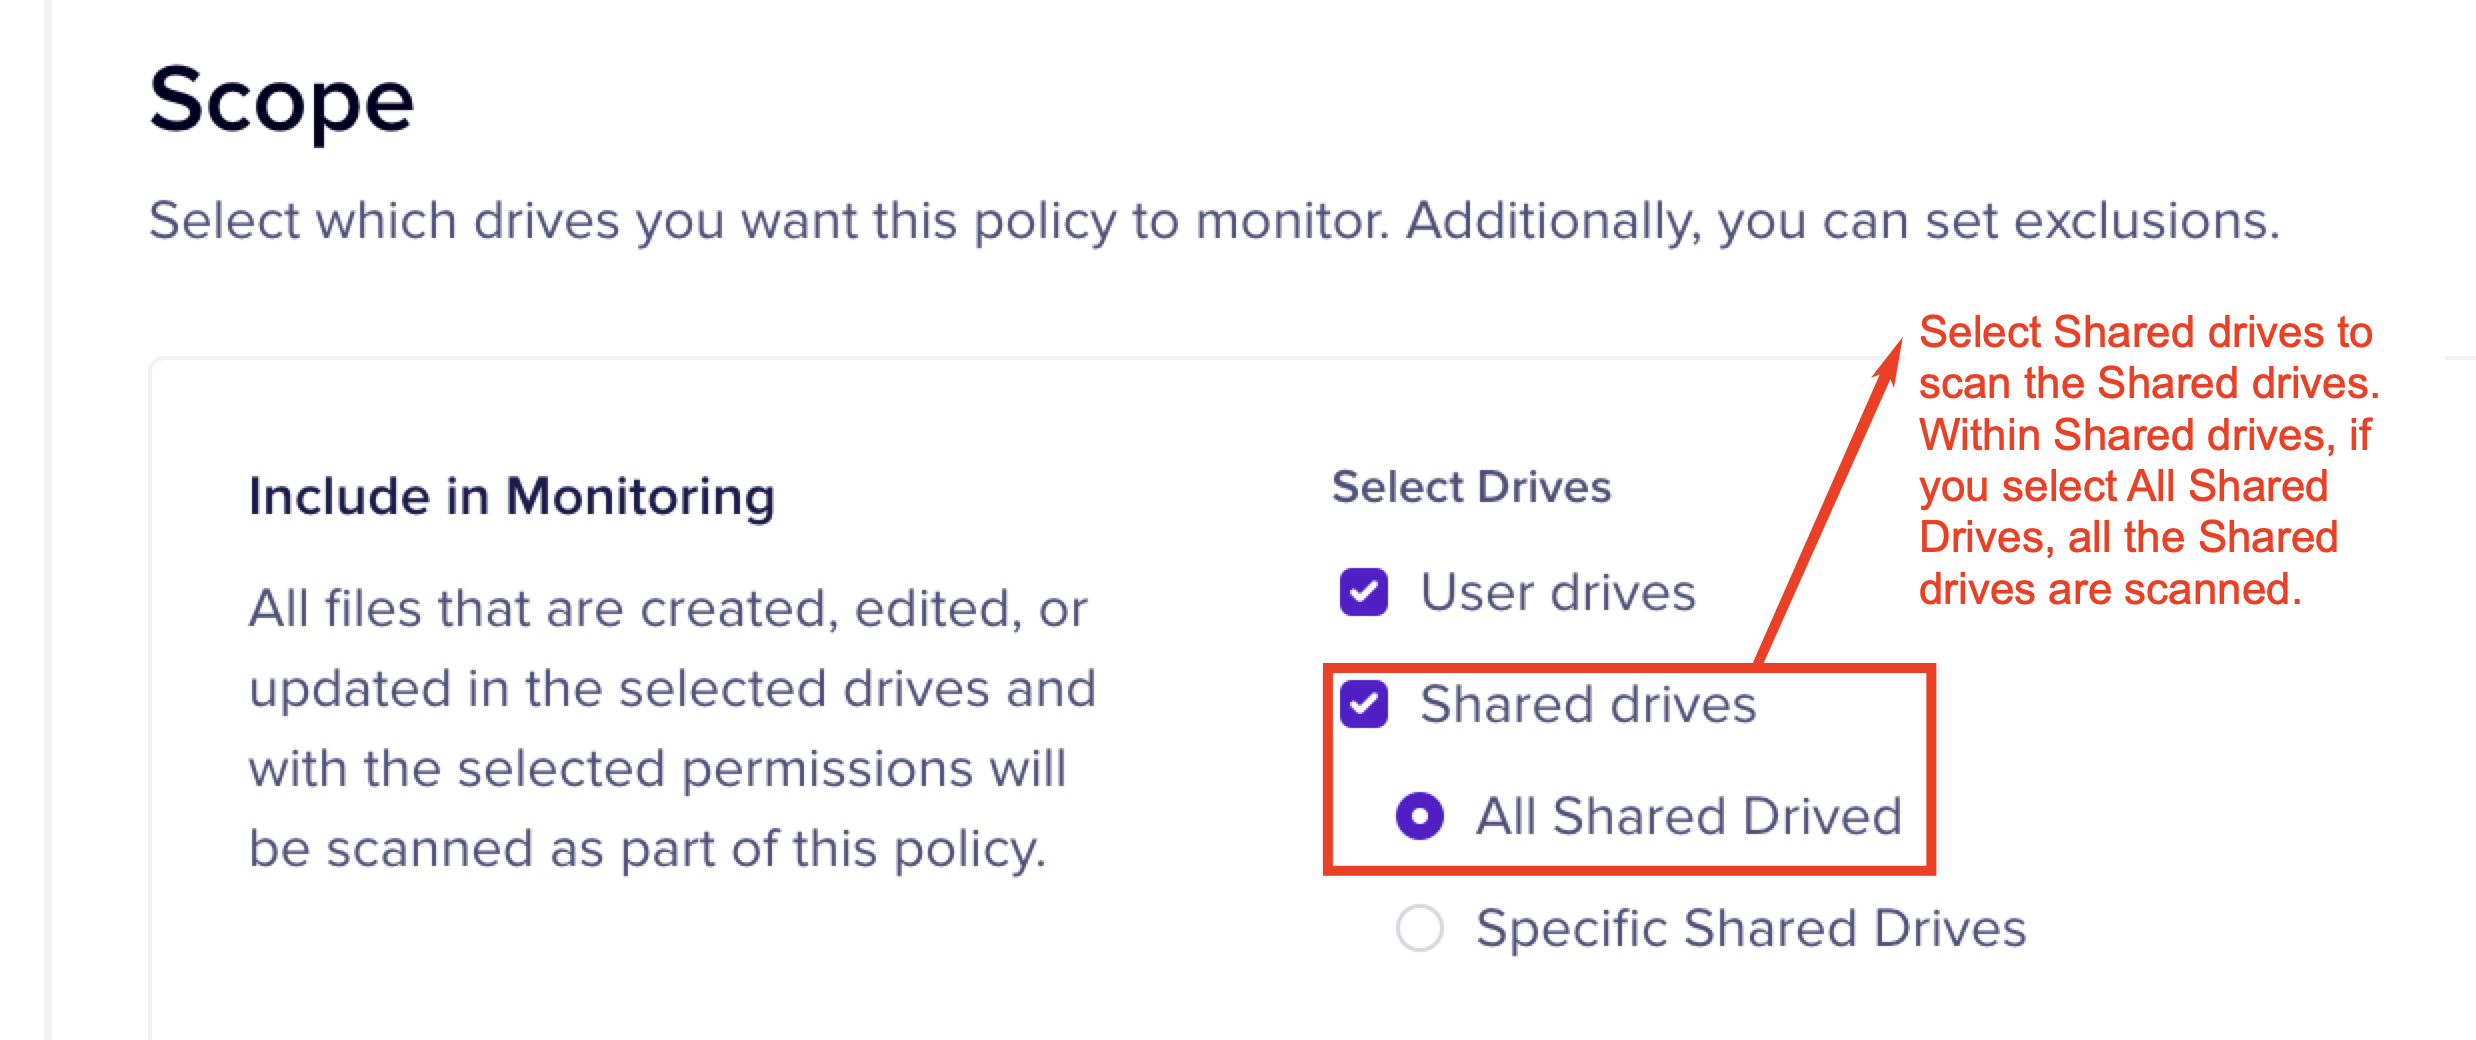 Scope
Select which drives you want this policy to monitor. Additionally, you can set exclusions.
Select Shared drives to
scan the Shared drives.
Within Shared drives, if
you select All Shared
Drives, all the Shared
drives are scanned.
Include in Monitoring
All files that are created, edited, or
updated in the selected drives and
with the selected permissions will
be scanned as part of this policy.
Select Drives
User drives
Shared drives
All Shared Drived
Specific Shared Drives